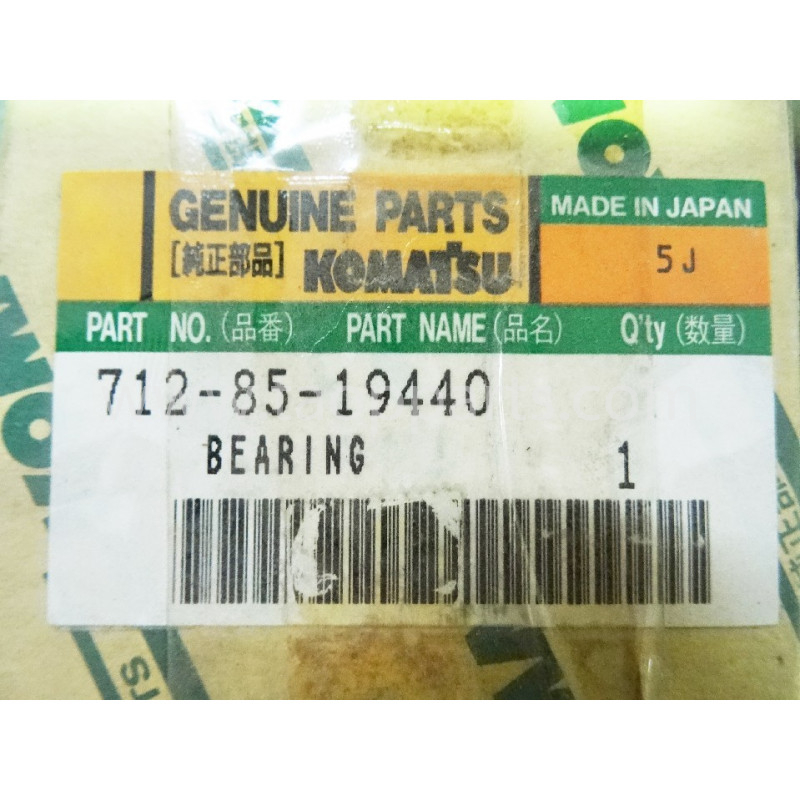 GENUINE PARTS
[純正部品] KOMATSU
MADE IN JAPAN
5J
PART NO.(品番) PART NAME(品名) Q'ty(数量)
712-85-19440
BEARING 1